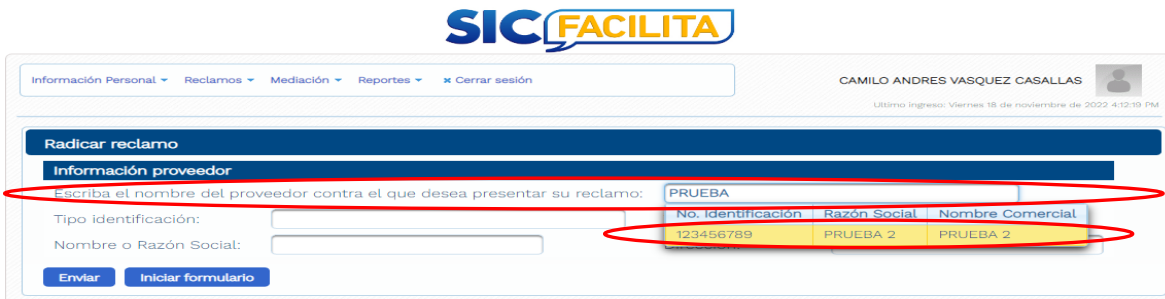 SIC FACILITA
Información Personal Reclamos Mediación Reportes × Cerrar sesión
CAMILO ANDRES VASQUEZ CASALLAS
Ultimo ingreso: Viernes 18 de noviembre de 2022 4:12:19 PM
Radicar reclamo
Información proveedor
Escriba el nombre del proveedor contra el que desea presentar su reclamo: PRUEBA
Tipo identificación:
No. Identificación Razón Social Nombre Comercial
123456789 PRUEBA 2 PRUEBA 2
Nombre o Razón Social:
Enviar Iniciar formulario